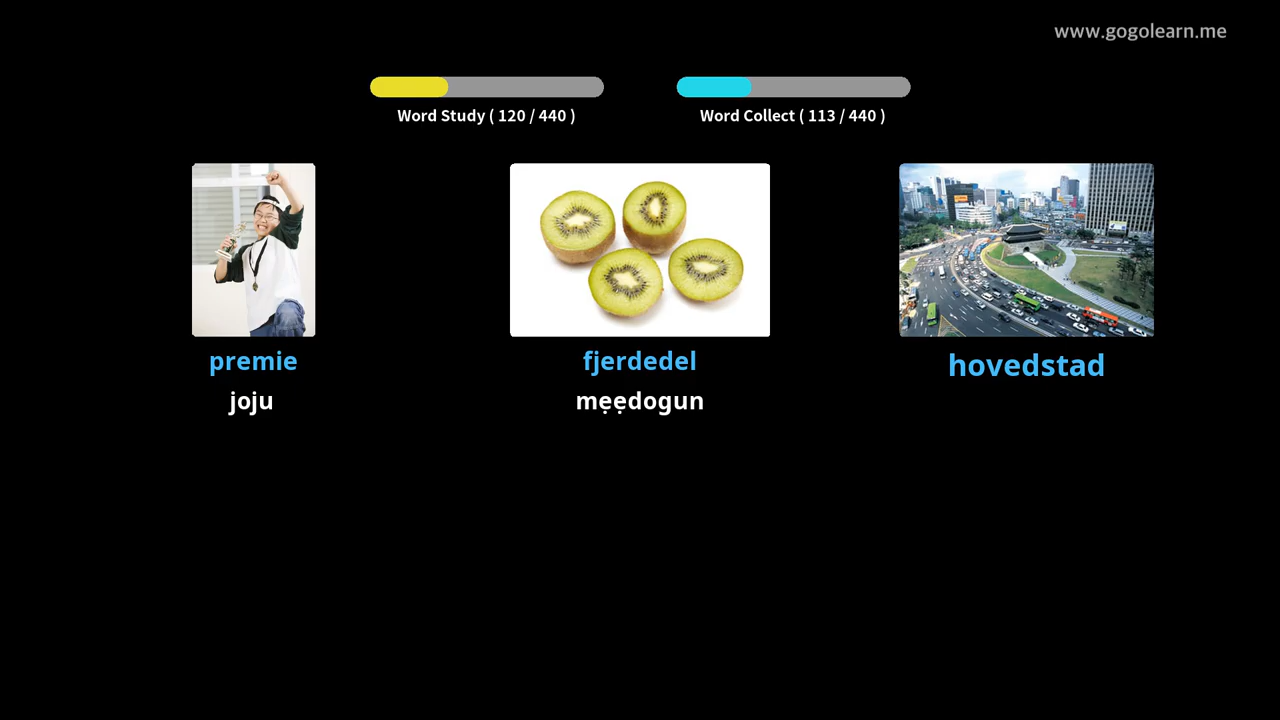 www.gogolearn.me
Word Study ( 120 / 440 )
Word Collect ( 113 / 440 )
premie
joju
fjerdedel
mẹẹdogun
hovedstad